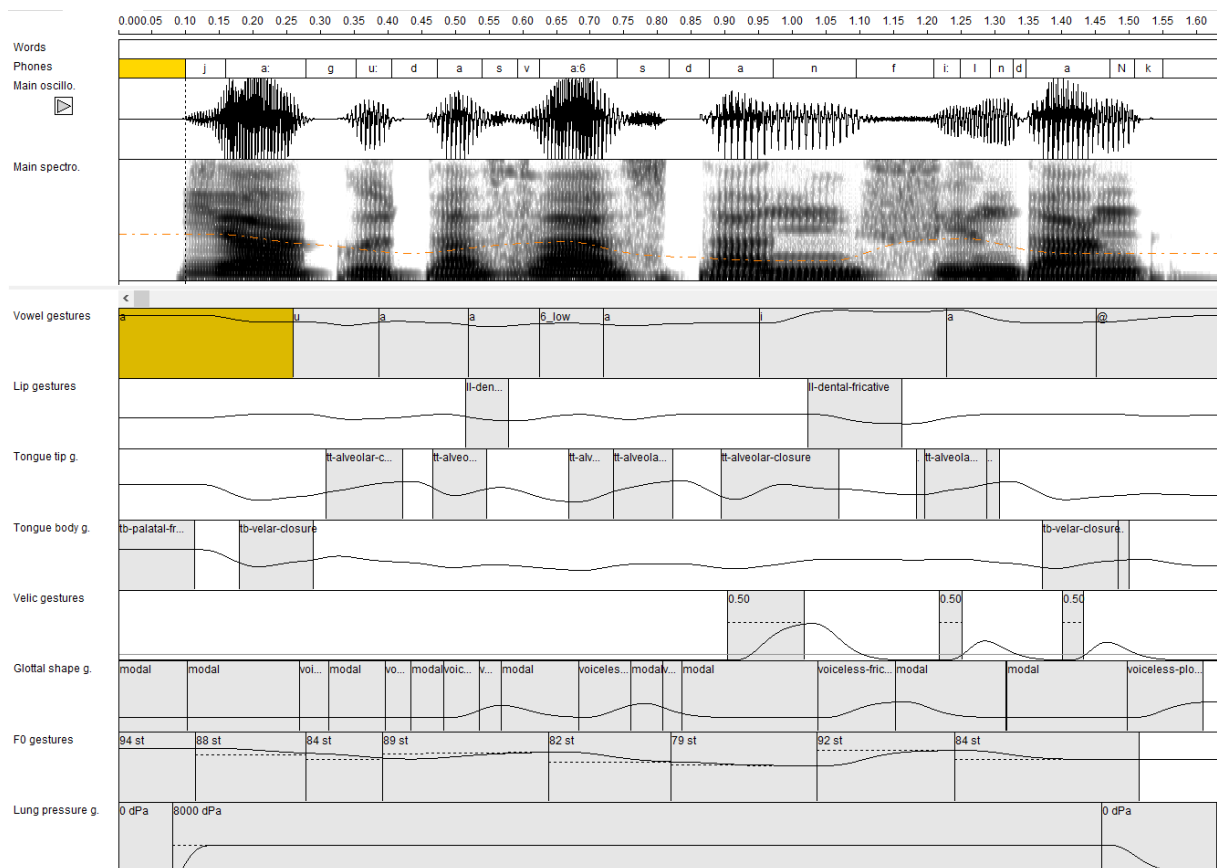 0.000.05 0.10 0.15 0.20 0.25 0.30 0.35 0.40 0.45 0.50 0.55 0.60 0.65 0.70 0.75 0.80 0.85 0.90 0.95 1.00 1.05 1.10 1.15 1.20 1.25 1.30 1.35 1.40 1.45 1.50 1.55 1.60
Words
Phones j a: g u: d a s v a:6 s d a n f i: l n d a N k
Main oscillo.
Main spectro.
<
Vowel gestures a u a a 6_low a i a @
Lip gestures ll-den... ll-dental-fricative
Tongue tip g. tt-alveolar-c... tt-alveo... tt-alv... tt-alveola... tt-alveolar-closure . tt-alveola... ..
Tongue body g. tb-palatal-fr... tb-velar-closure tb-velar-closure..
Velic gestures 0.50 0.50 0.50
Glottal shape g. modal modal voi... modal vo... modal voic... v... modal voiceless... modal v... modal voiceless-fric... modal modal voiceless-plo...
F0 gestures 94 st 88 st 84 st 89 st 82 st 79 st 92 st 84 st
Lung pressure g. 0 dPa 8000 dPa 0 dPa